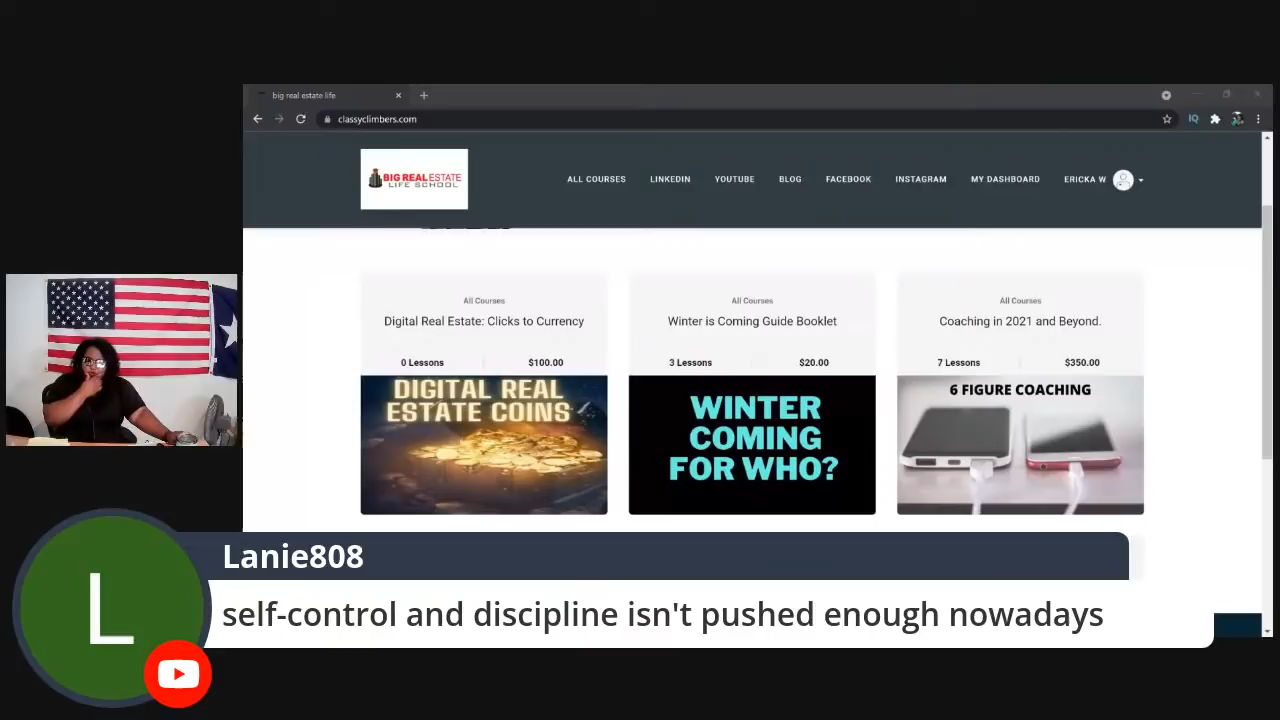 big real estate life
classyclimbers.com
IQ
BIG REAL ESTATE
LIFE SCHOOL
ALL COURSES
LINKEDIN
YOUTUBE
BLOG
FACEBOOK
INSTAGRAM
MY DASHBOARD
ERICKA W
All Courses
Digital Real Estate: Clicks to Currency
0 Lessons
$100.00
DIGITAL REAL
ESTATE COINS
All Courses
Winter is Coming Guide Booklet
3 Lessons
$20.00
WINTER
COMING
FOR WHO?
All Courses
Coaching in 2021 and Beyond.
7 Lessons
$350.00
6 FIGURE COACHING
L
Lanie808
self-control and discipline isn't pushed enough nowadays